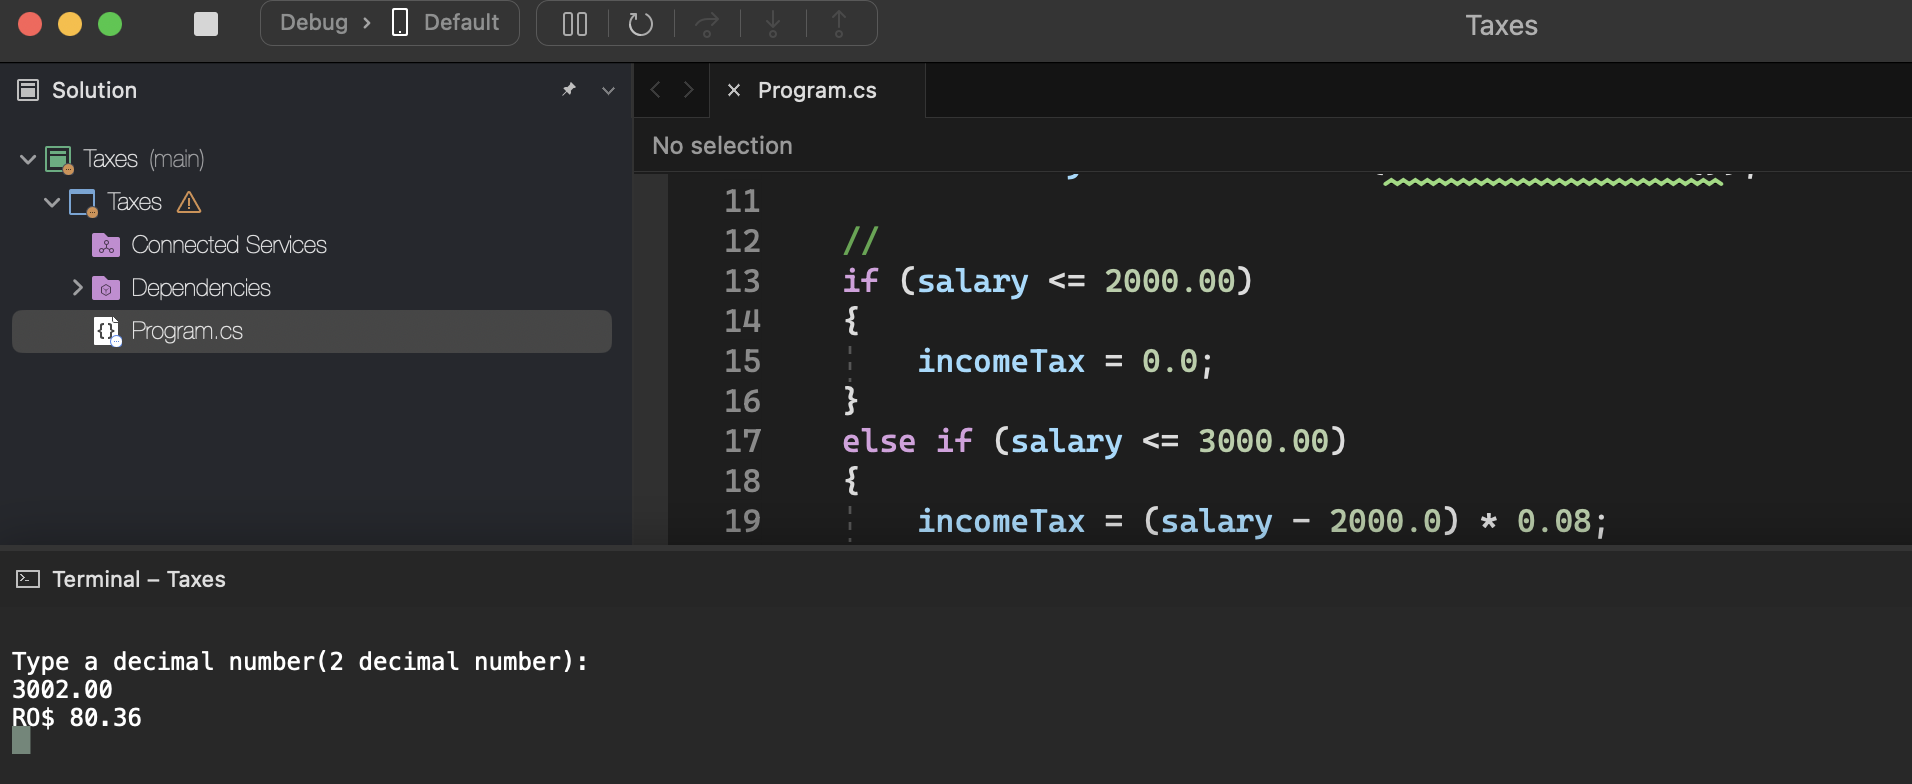 Debug > Default
Taxes
Solution
Program.cs
No selection
Taxes (main)
Taxes
Connected Services
Dependencies
Program.cs
11
12 //
13 if (salary <= 2000.00)
14 {
15 incomeTax = 0.0;
16 }
17 else if (salary <= 3000.00)
18 {
19 incomeTax = (salary - 2000.0) * 0.08;
Terminal – Taxes
Type a decimal number(2 decimal number):
3002.00
RO$ 80.36